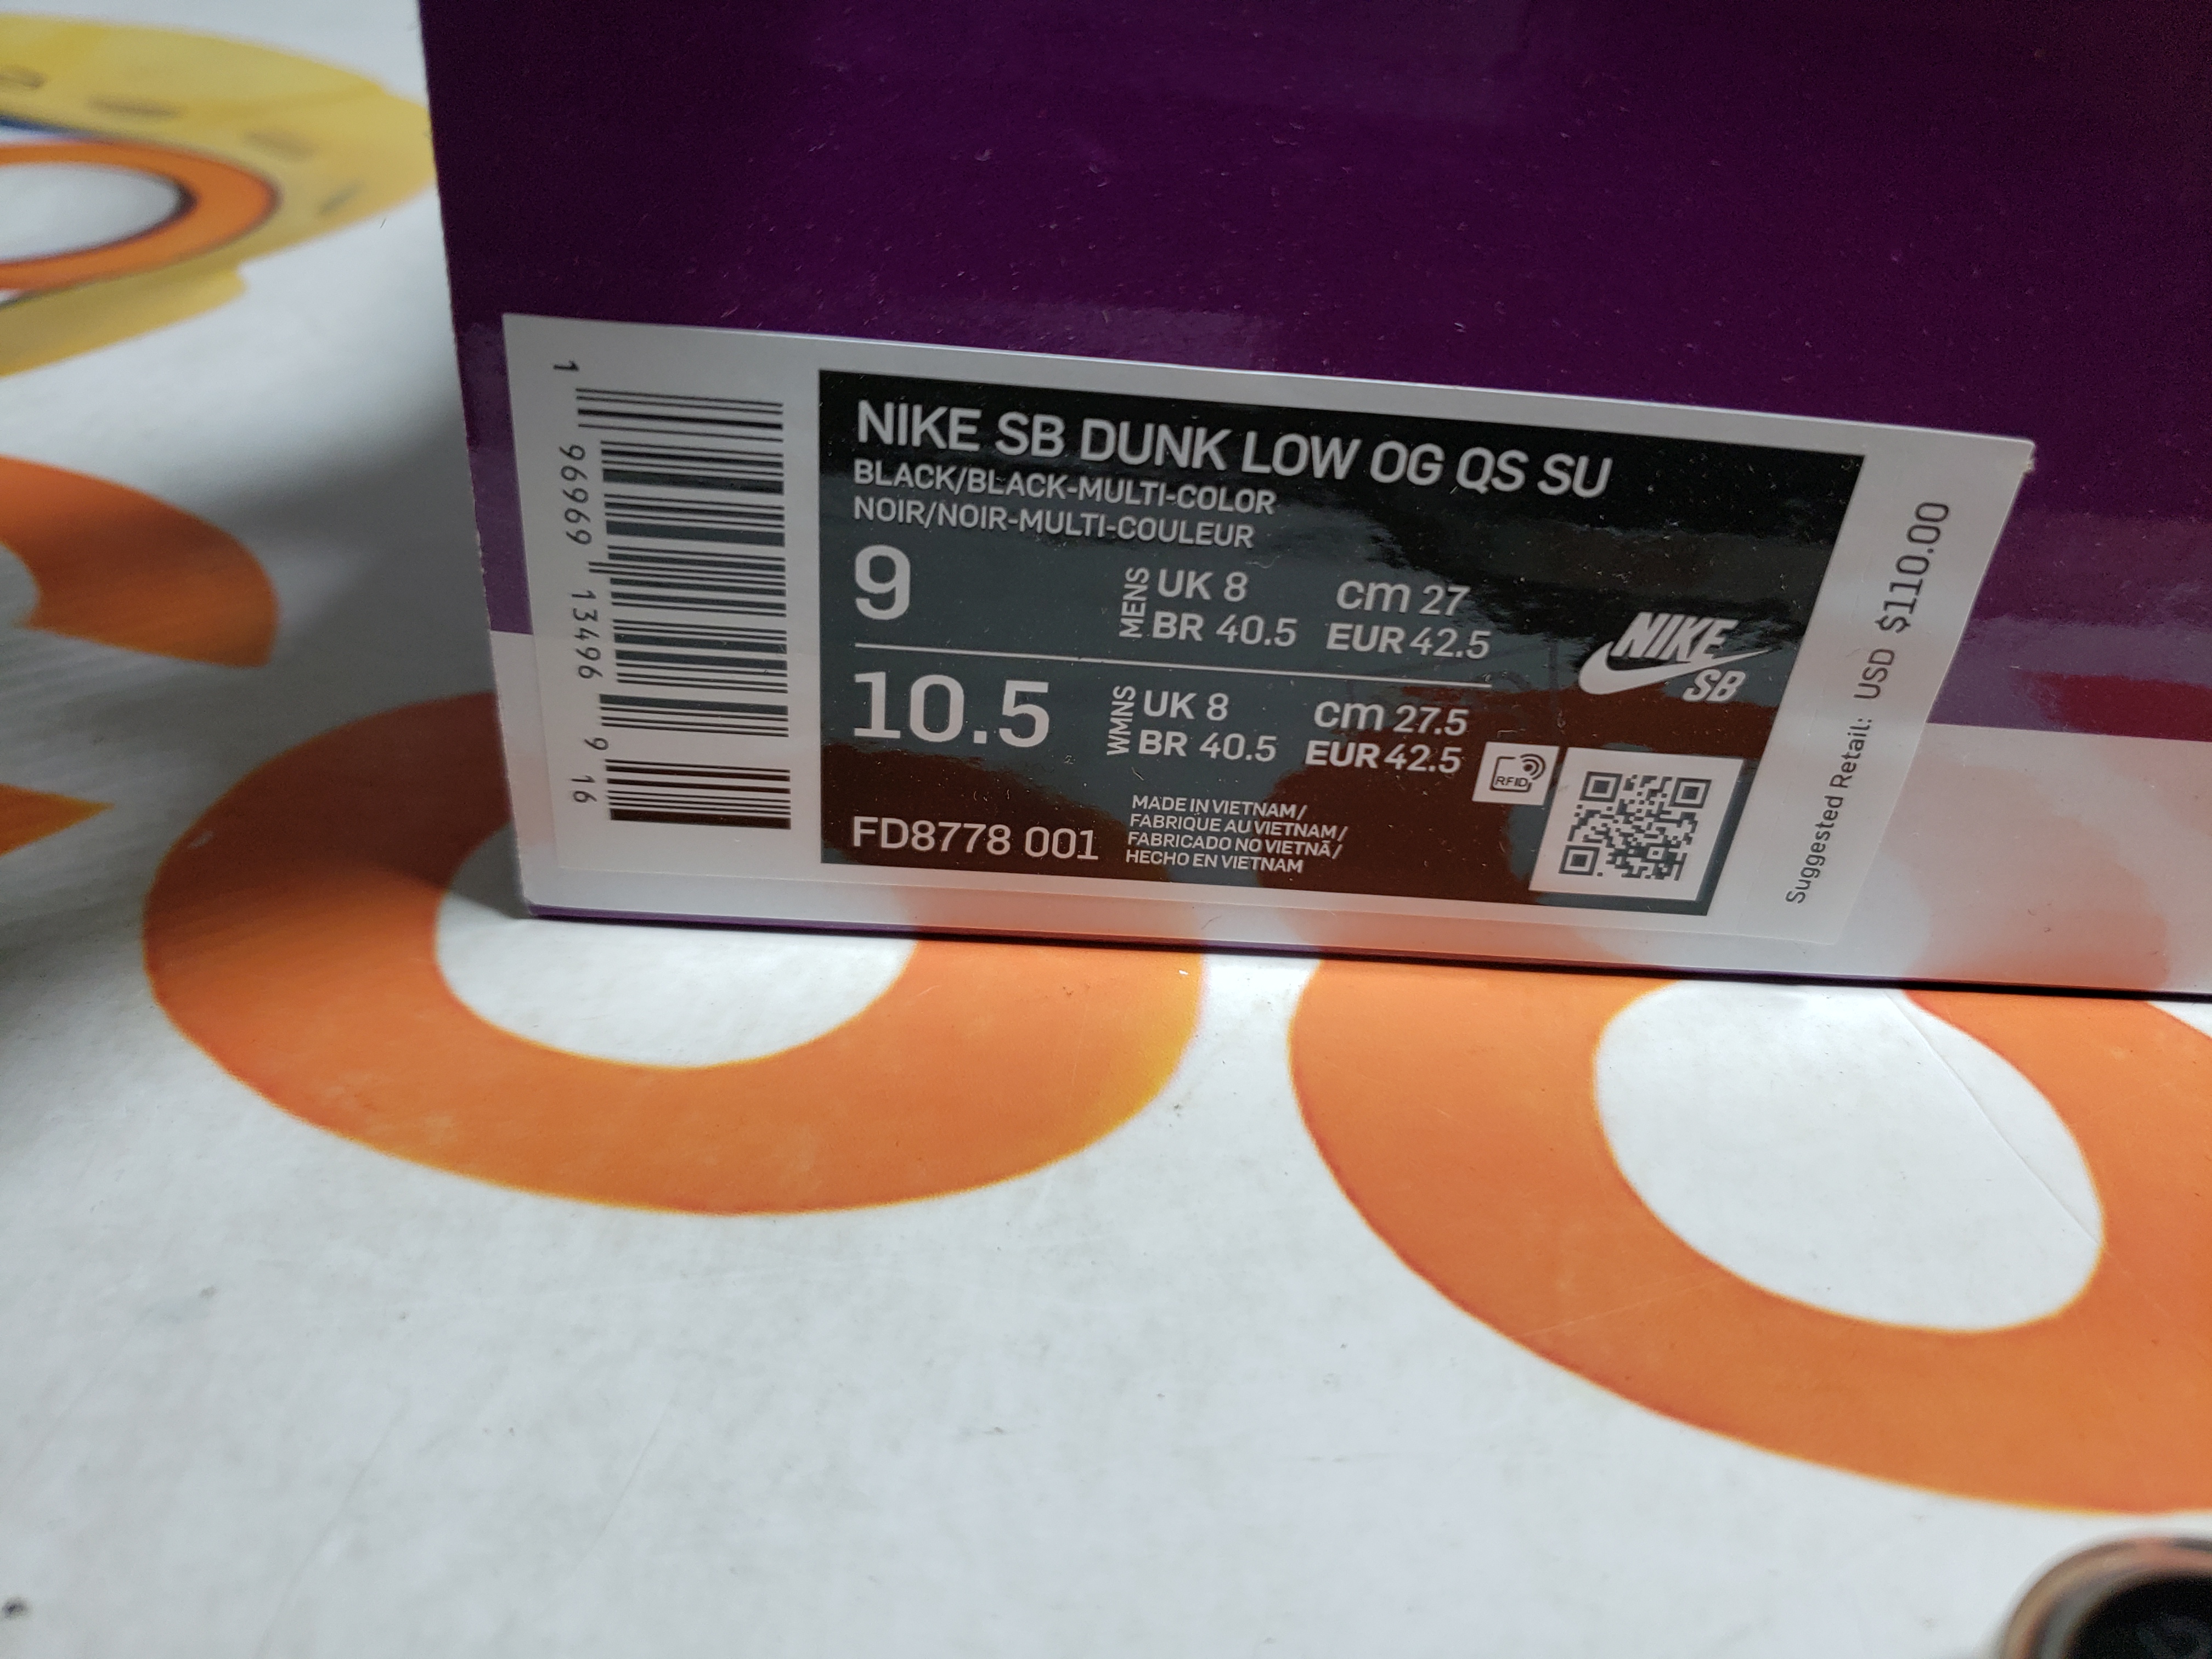 1 96969 13496 9 16
NIKE SB DUNK LOW OG QS SU
BLACK/BLACK-MULTI-COLOR
NOIR/NOIR-MULTI-COULEUR
9 MENS UK 8 cm 27
BR 40.5 EUR 42.5
10.5 WMNS UK 8 cm 27.5
BR 40.5 EUR 42.5
NIKE
SB
RFID
FD8778 001
MADE IN VIETNAM/
FABRIQUE AU VIETNAM/
FABRICADO NO VIETNÃ/
HECHO EN VIETNAM
Suggested Retail: USD $110.00